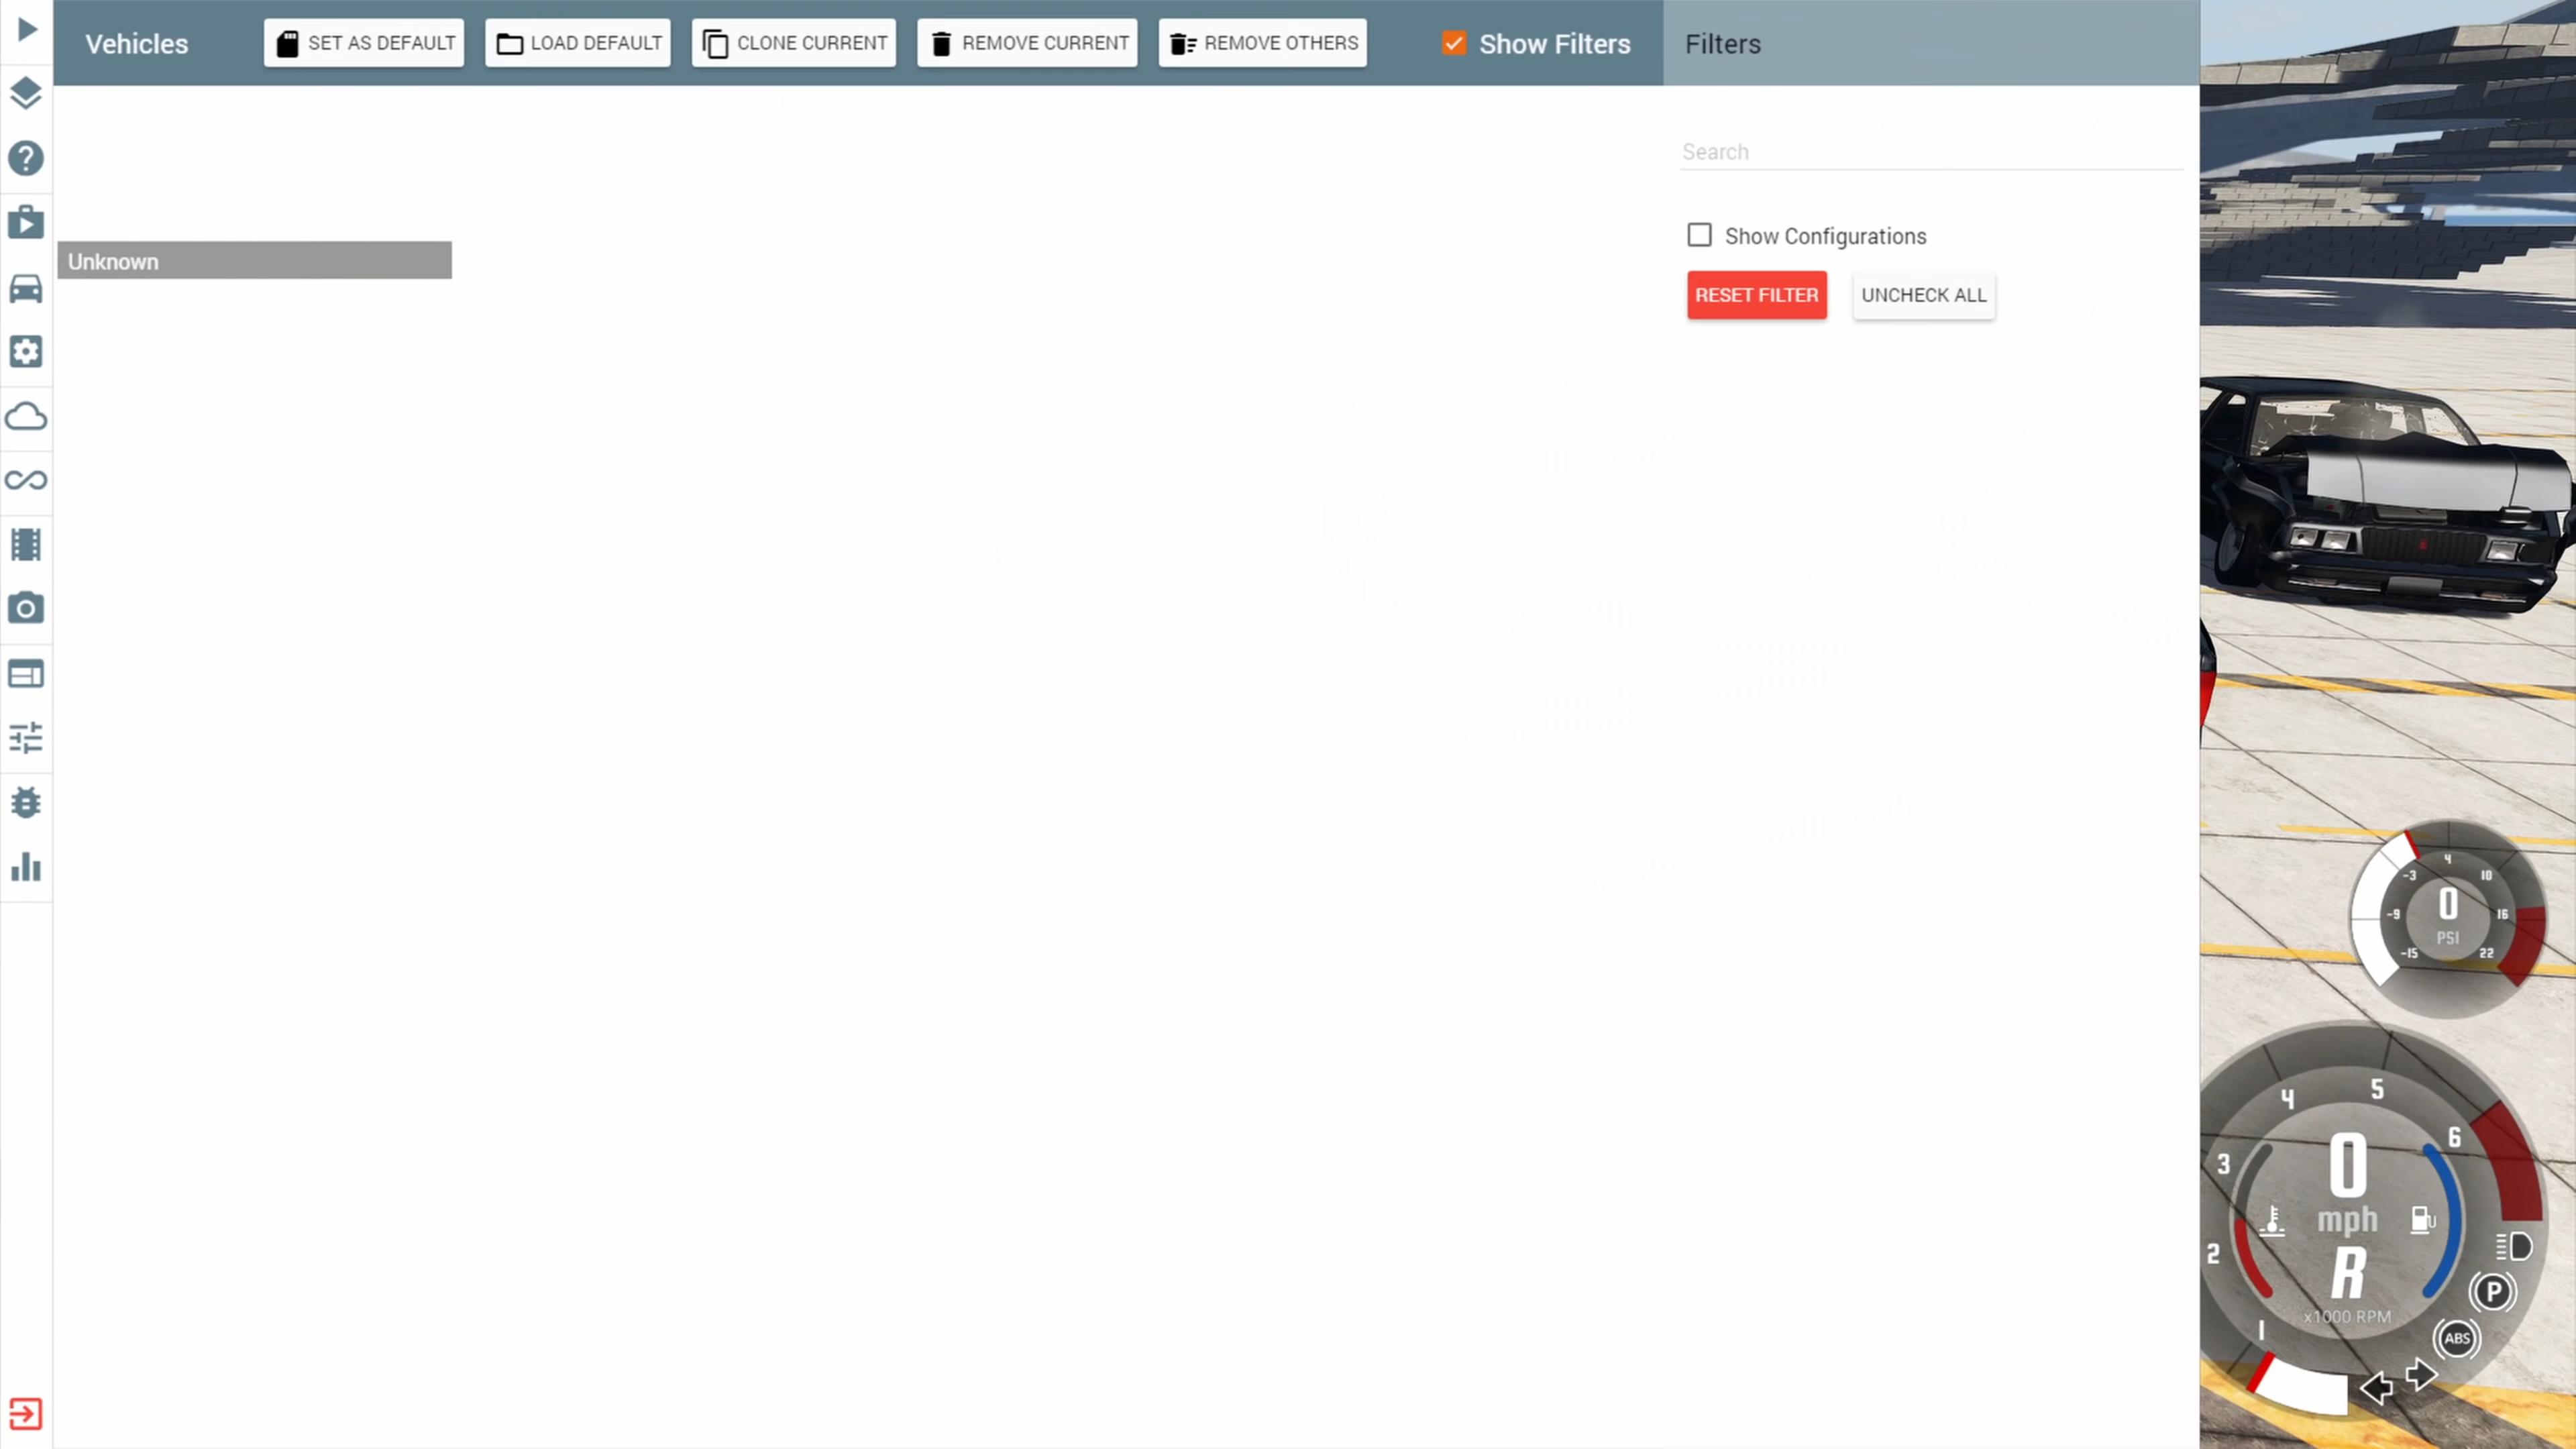 Vehicles
SET AS DEFAULT
LOAD DEFAULT
CLONE CURRENT
REMOVE CURRENT
REMOVE OTHERS
Show Filters
Filters
Search
Unknown
Show Configurations
RESET FILTER
UNCHECK ALL
4
-3
10
0
-9
16
PSI
-15
22
5
4
6
3
0
mph
2
R
P
x1000 RPM
1
ABS